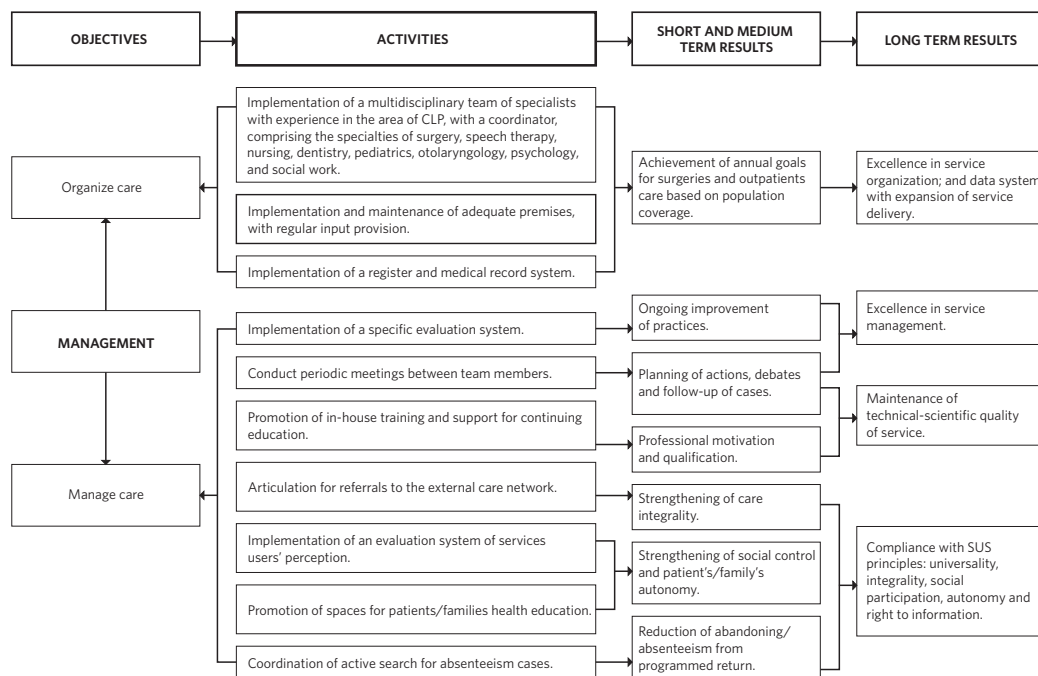 OBJECTIVES
ACTIVITIES
SHORT AND MEDIUM
TERM RESULTS
LONG TERM RESULTS
Implementation of a multidisciplinary team of specialists
with experience in the area of CLP, with a coordinator,
comprising the specialties of surgery, speech therapy,
nursing, dentistry, pediatrics, otolaryngology, psychology,
and social work.
Organize care
Implementation and maintenance of adequate premises,
with regular input provision.
Implementation of a register and medical record system.
Achievement of annual goals
for surgeries and outpatients
care based on population
coverage.
Excellence in service
organization; and data system
with expansion of service
delivery.
MANAGEMENT
Implementation of a specific evaluation system.
Ongoing improvement
of practices.
Excellence in service
management.
Conduct periodic meetings between team members.
Planning of actions, debates
and follow-up of cases.
Promotion of in-house training and support for continuing
education.
Professional motivation
and qualification.
Maintenance of
technical-scientific quality
of service.
Manage care
Articulation for referrals to the external care network.
Strengthening of care
integrality.
Implementation of an evaluation system of services
users' perception.
Promotion of spaces for patients/families health education.
Strengthening of social control
and patient's/family's
autonomy.
Coordination of active search for absenteeism cases.
Reduction of abandoning/
absenteeism from
programmed return.
Compliance with SUS
principles: universality,
integrality, social
participation, autonomy and
right to information.